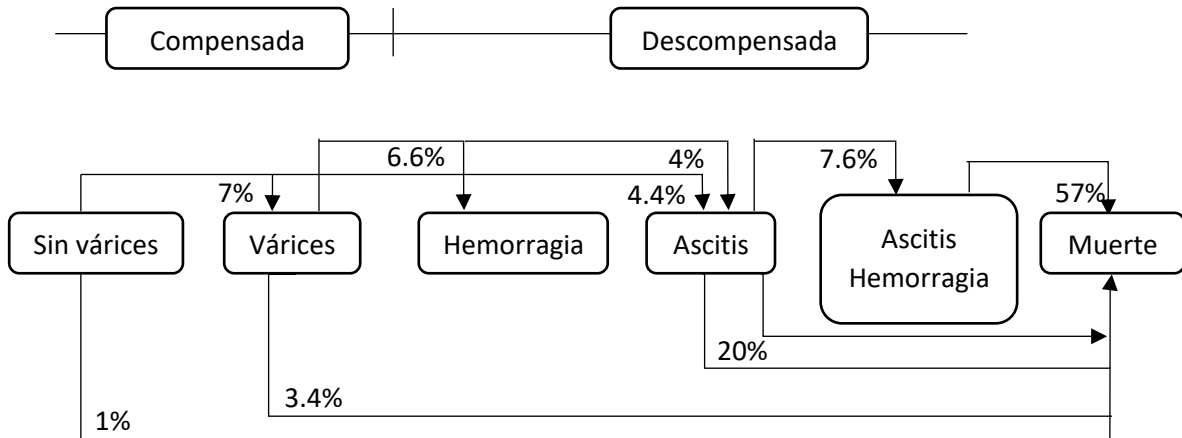 Compensada
Descompensada
6.6%
4%
7.6%
7%
4.4%
57%
Sin várices
Várices
Hemorragia
Ascitis
Ascitis
Hemorragia
Muerte
20%
3.4%
1%